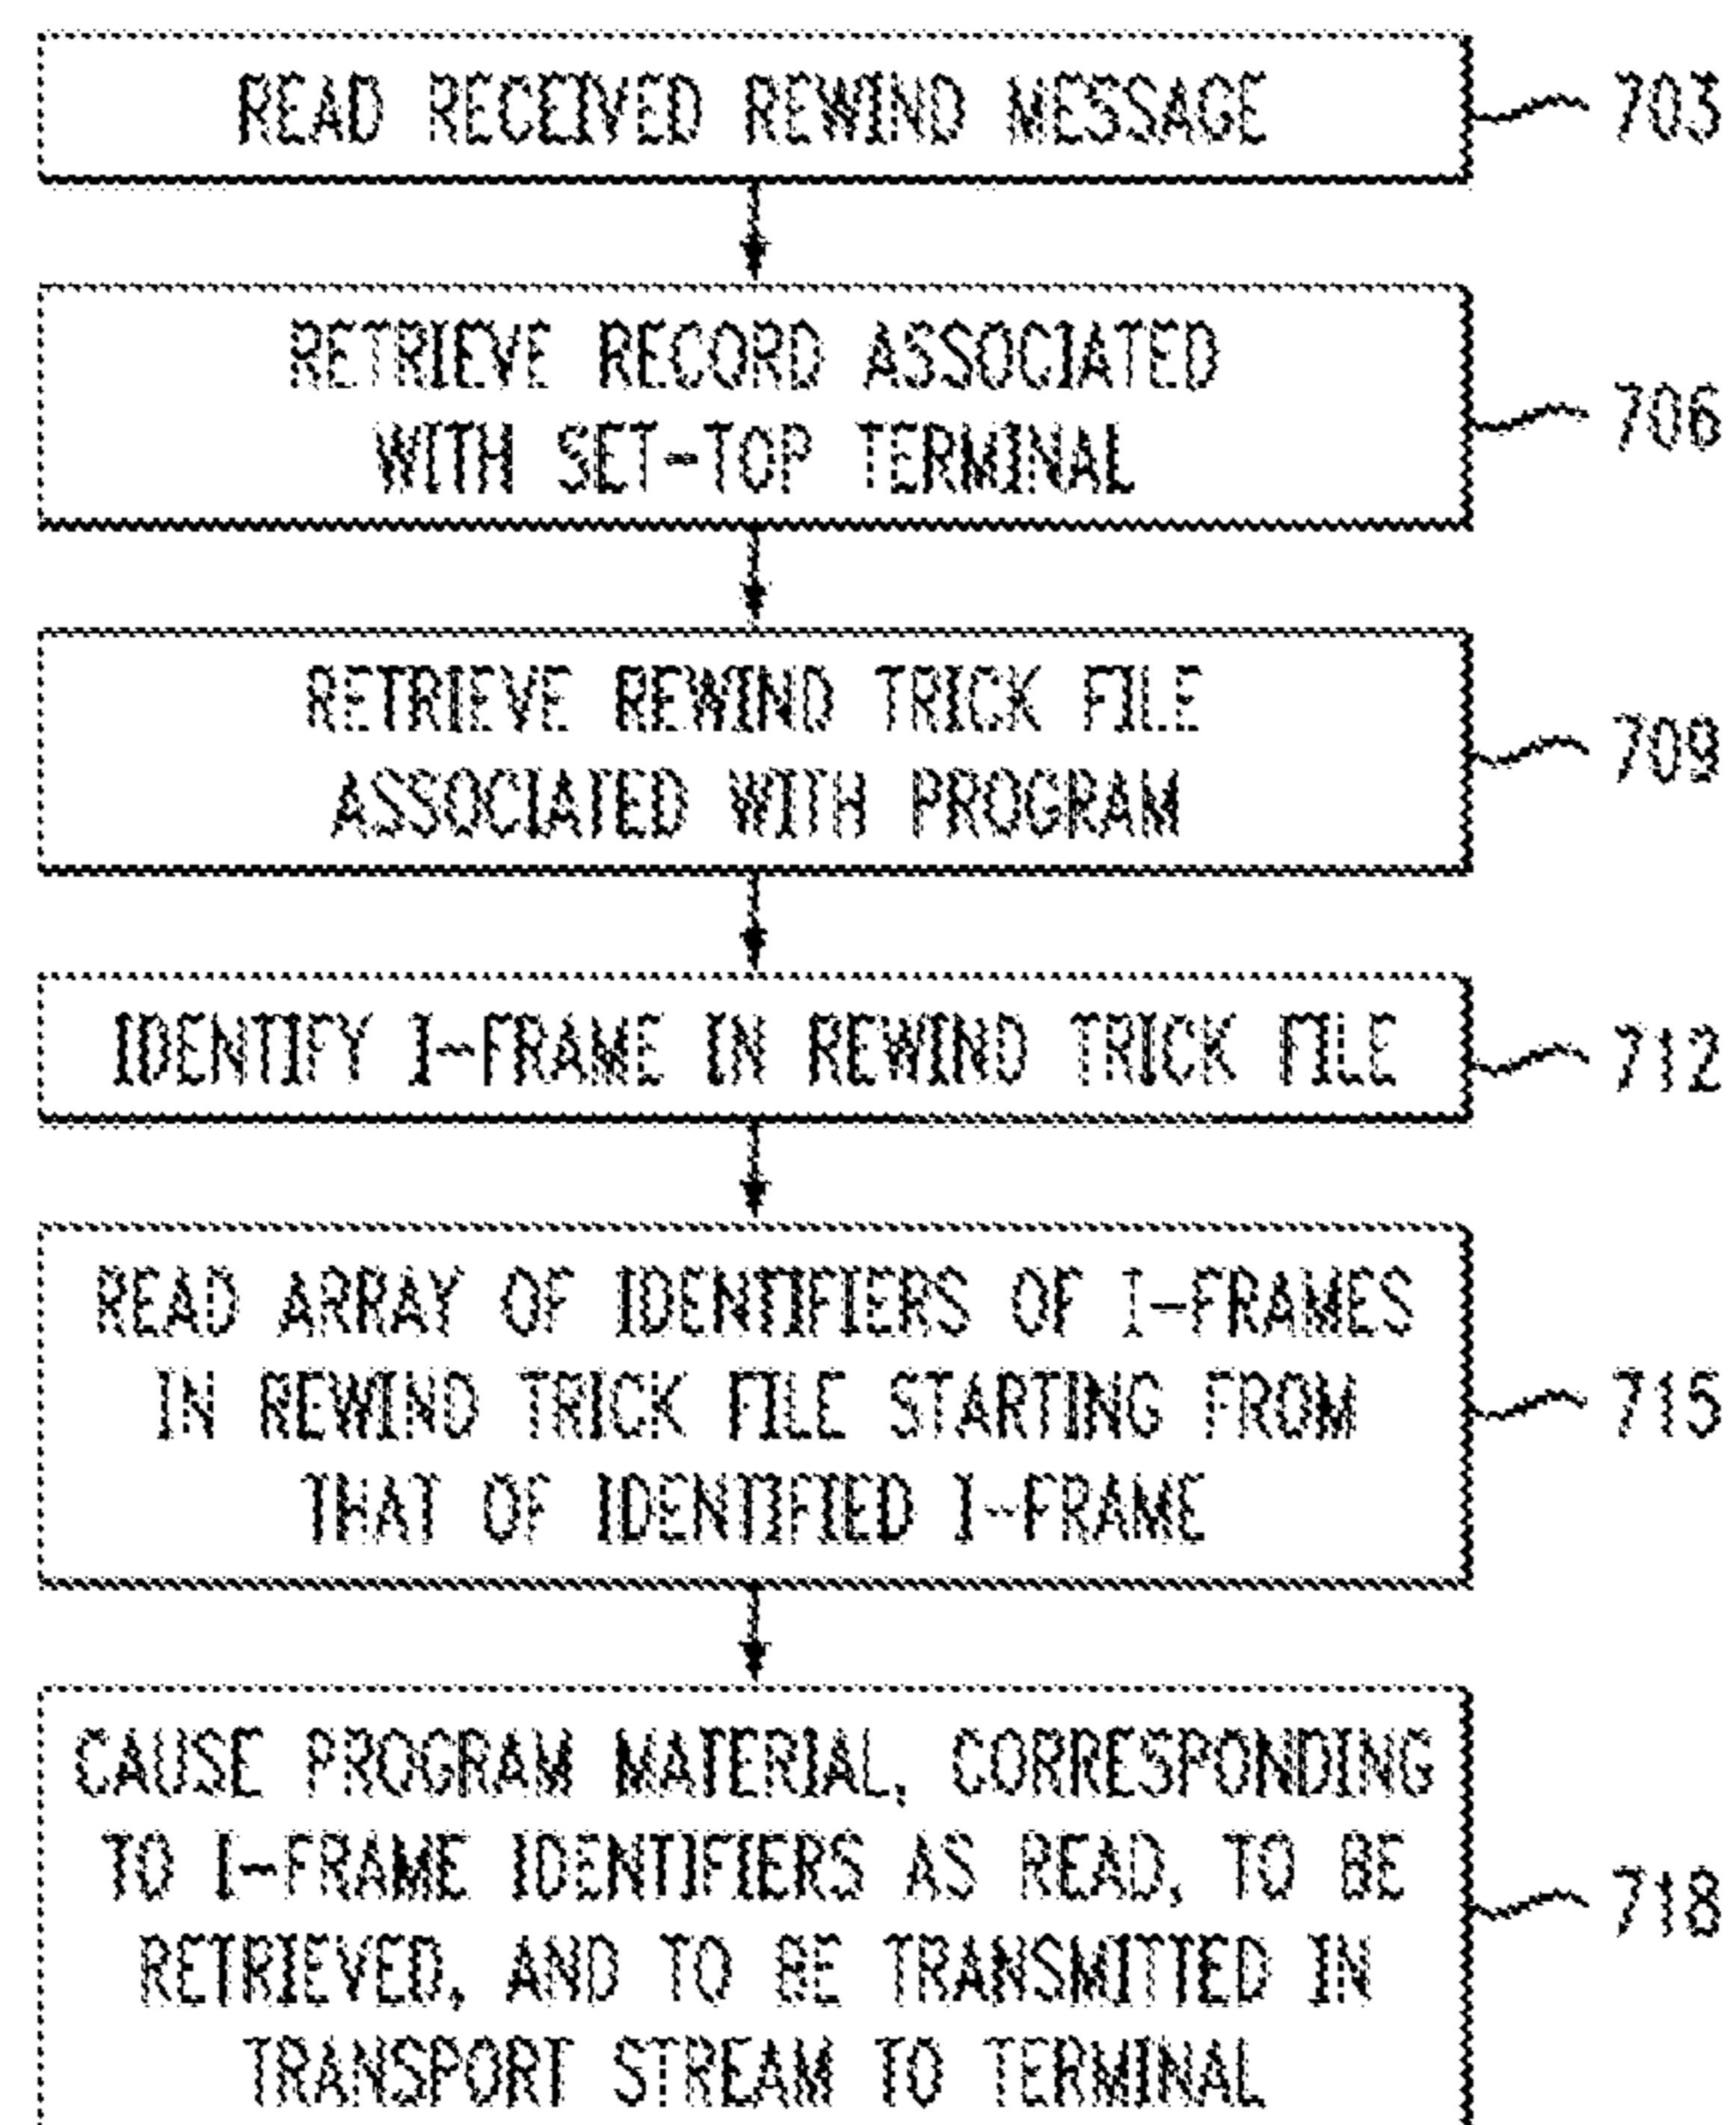 READ RECEIVED REWIND MESSAGE
703
RETRIEVE RECORD ASSOCIATED
WITH SET-TOP TERMINAL
706
RETRIEVE REWIND TRICK FILE
ASSOCIATED WITH PROGRAM
709
IDENTIFY I-FRAME IN REWIND TRICK FILE
712
READ ARRAY OF IDENTIFIERS OF I-FRAMES
IN REWIND TRICK FILE STARTING FROM
THAT OF IDENTIFIED I-FRAME
715
CAUSE PROGRAM MATERIAL, CORRESPONDING
TO I-FRAME IDENTIFIERS AS READ, TO BE
RETRIEVED, AND TO BE TRANSMITTED IN
TRANSPORT STREAM TO TERMINAL
718